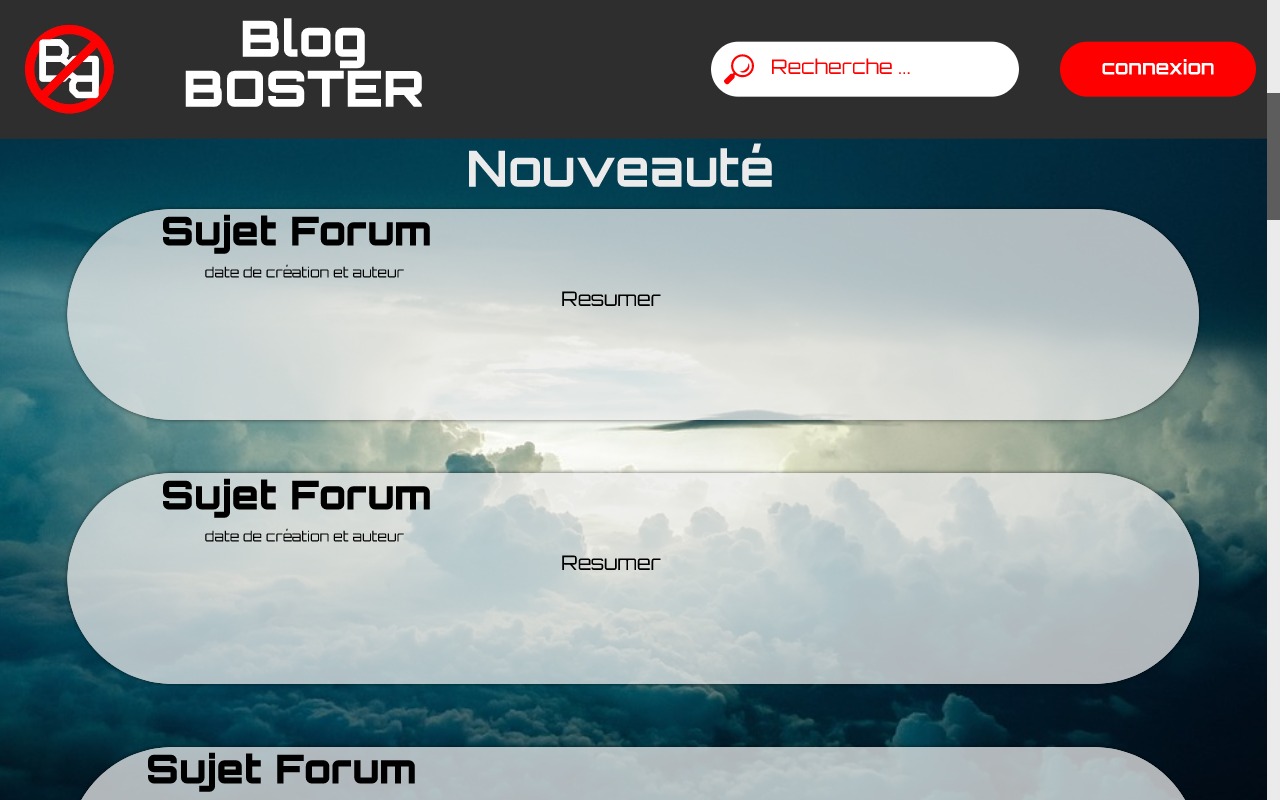 BB
Blog
BOSTER
Recherche ...
connexion
Nouveauté
Sujet Forum
date de création et auteur
Resumer
Sujet Forum
date de création et auteur
Resumer
Sujet Forum